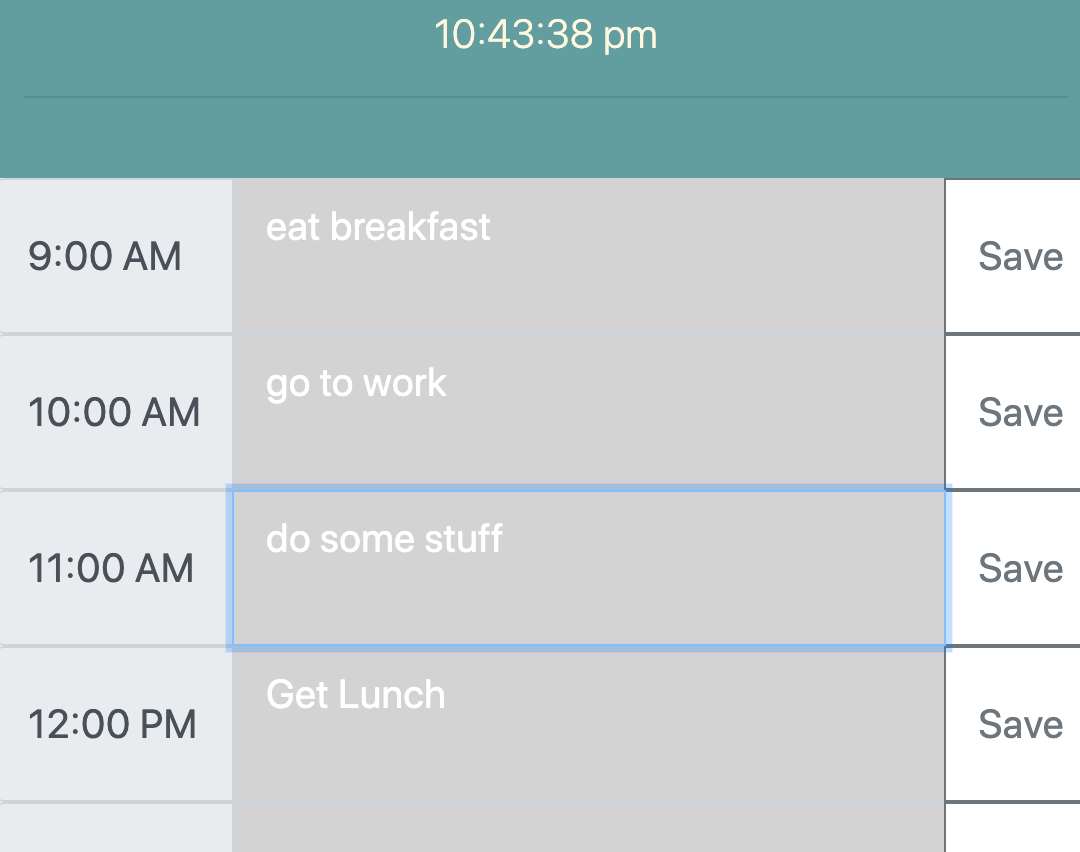 10:43:38 pm
9:00 AM eat breakfast Save
10:00 AM go to work Save
11:00 AM do some stuff Save
12:00 PM Get Lunch Save